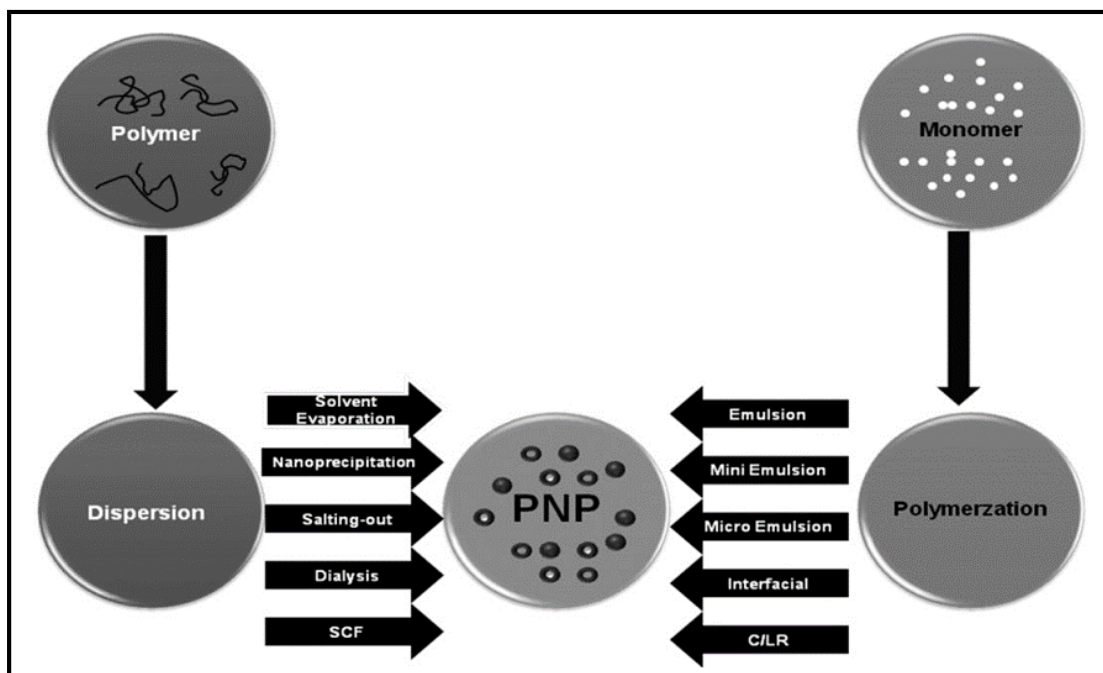 Polymer
Monomer
Dispersion
Solvent
Evaporation
Nanoprecipitation
Salting-out
Dialysis
SCF
PNP
Emulsion
Mini Emulsion
Micro Emulsion
Interfacial
C/LR
Polymerzation